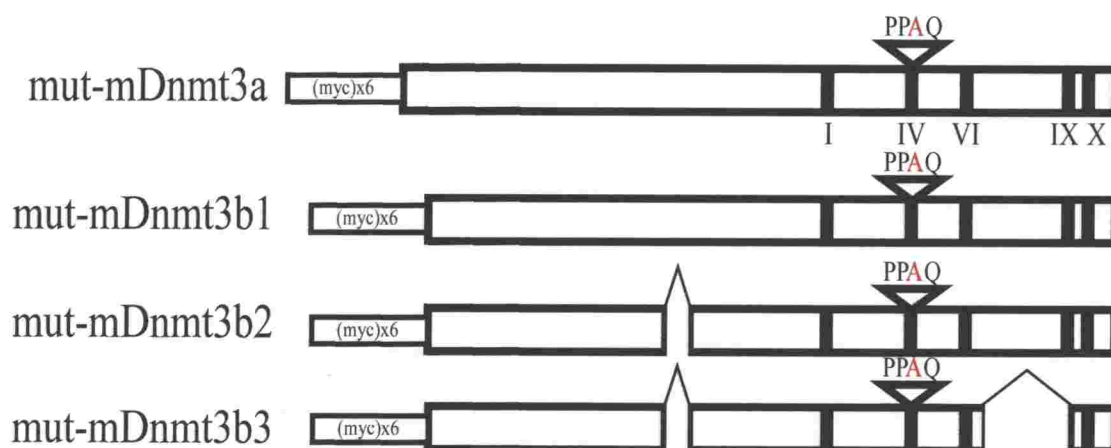 PPAQ
mut-mDnmt3a (myc)x6
I IV VI IX X
PPAQ
mut-mDnmt3b1 (myc)x6
PPAQ
mut-mDnmt3b2 (myc)x6
PPAQ
mut-mDnmt3b3 (myc)x6